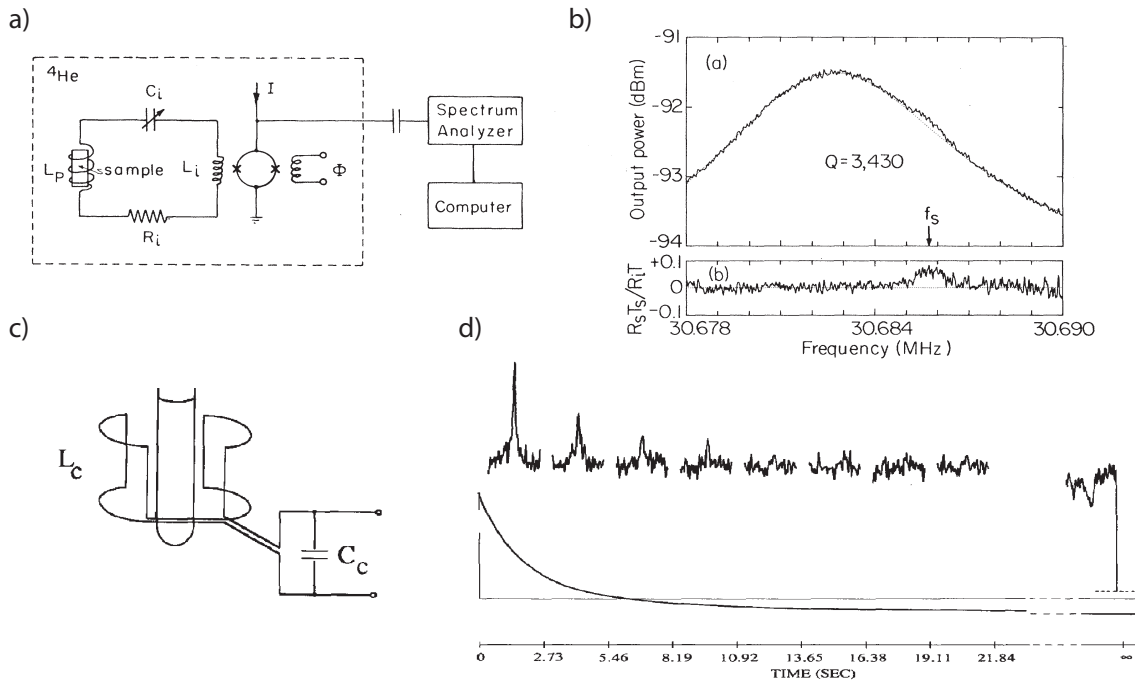 a)
⁴He
Cᵢ
I
Spectrum
Analyzer
Lₚ
sample
Lᵢ
Φ
Computer
Rᵢ
b)
-91
(a)
-92
Output power (dBm)
Q=3,430
-93
fₛ
-94
+0.1
(b)
0
RₛTₛ/RᵢT
-0.1
30.678 30.684 30.690
Frequency (MHz)
c)
L_c
C_c
d)
0 2.73 5.46 8.19 10.92 13.65 16.38 19.11 21.84 ∞
TIME (SEC)